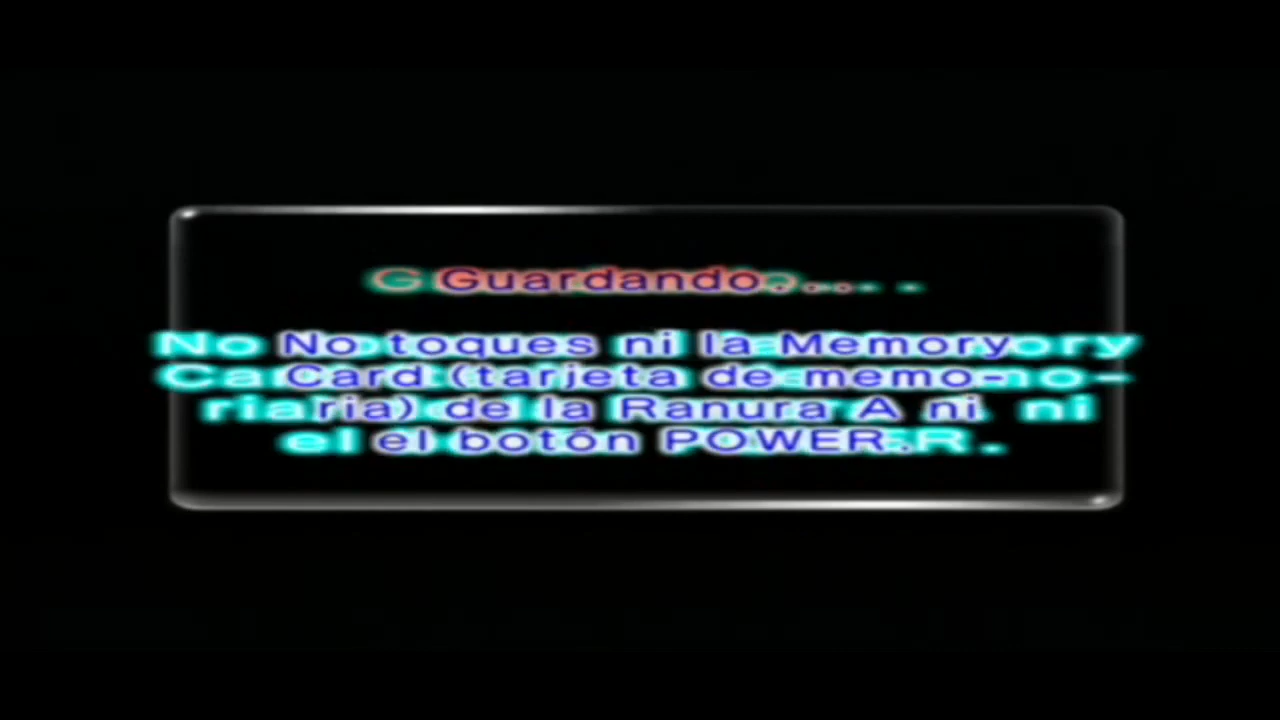 Guardando....
No toques ni la Memory
Card (tarjeta de memo-
ria) de la Ranura A ni
el botón POWER.